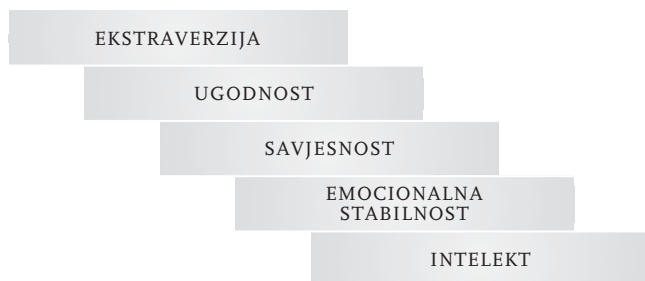 EKSTRAVERZIJA
UGODNOST
SAVJESNOST
EMOCIONALNA
STABILNOST
INTELEKT